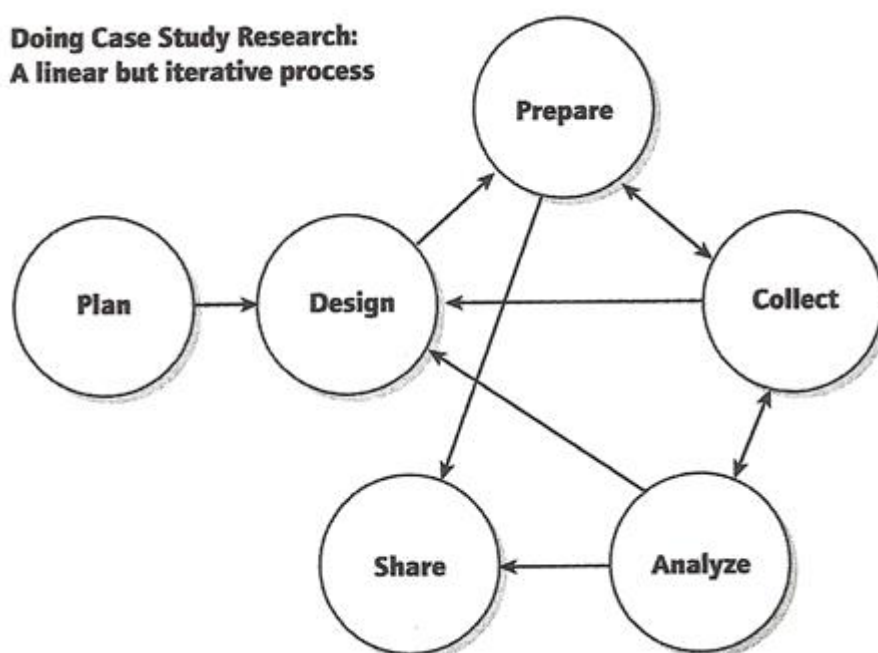 Doing Case Study Research:
A linear but iterative process
Prepare
Plan
Design
Collect
Share
Analyze